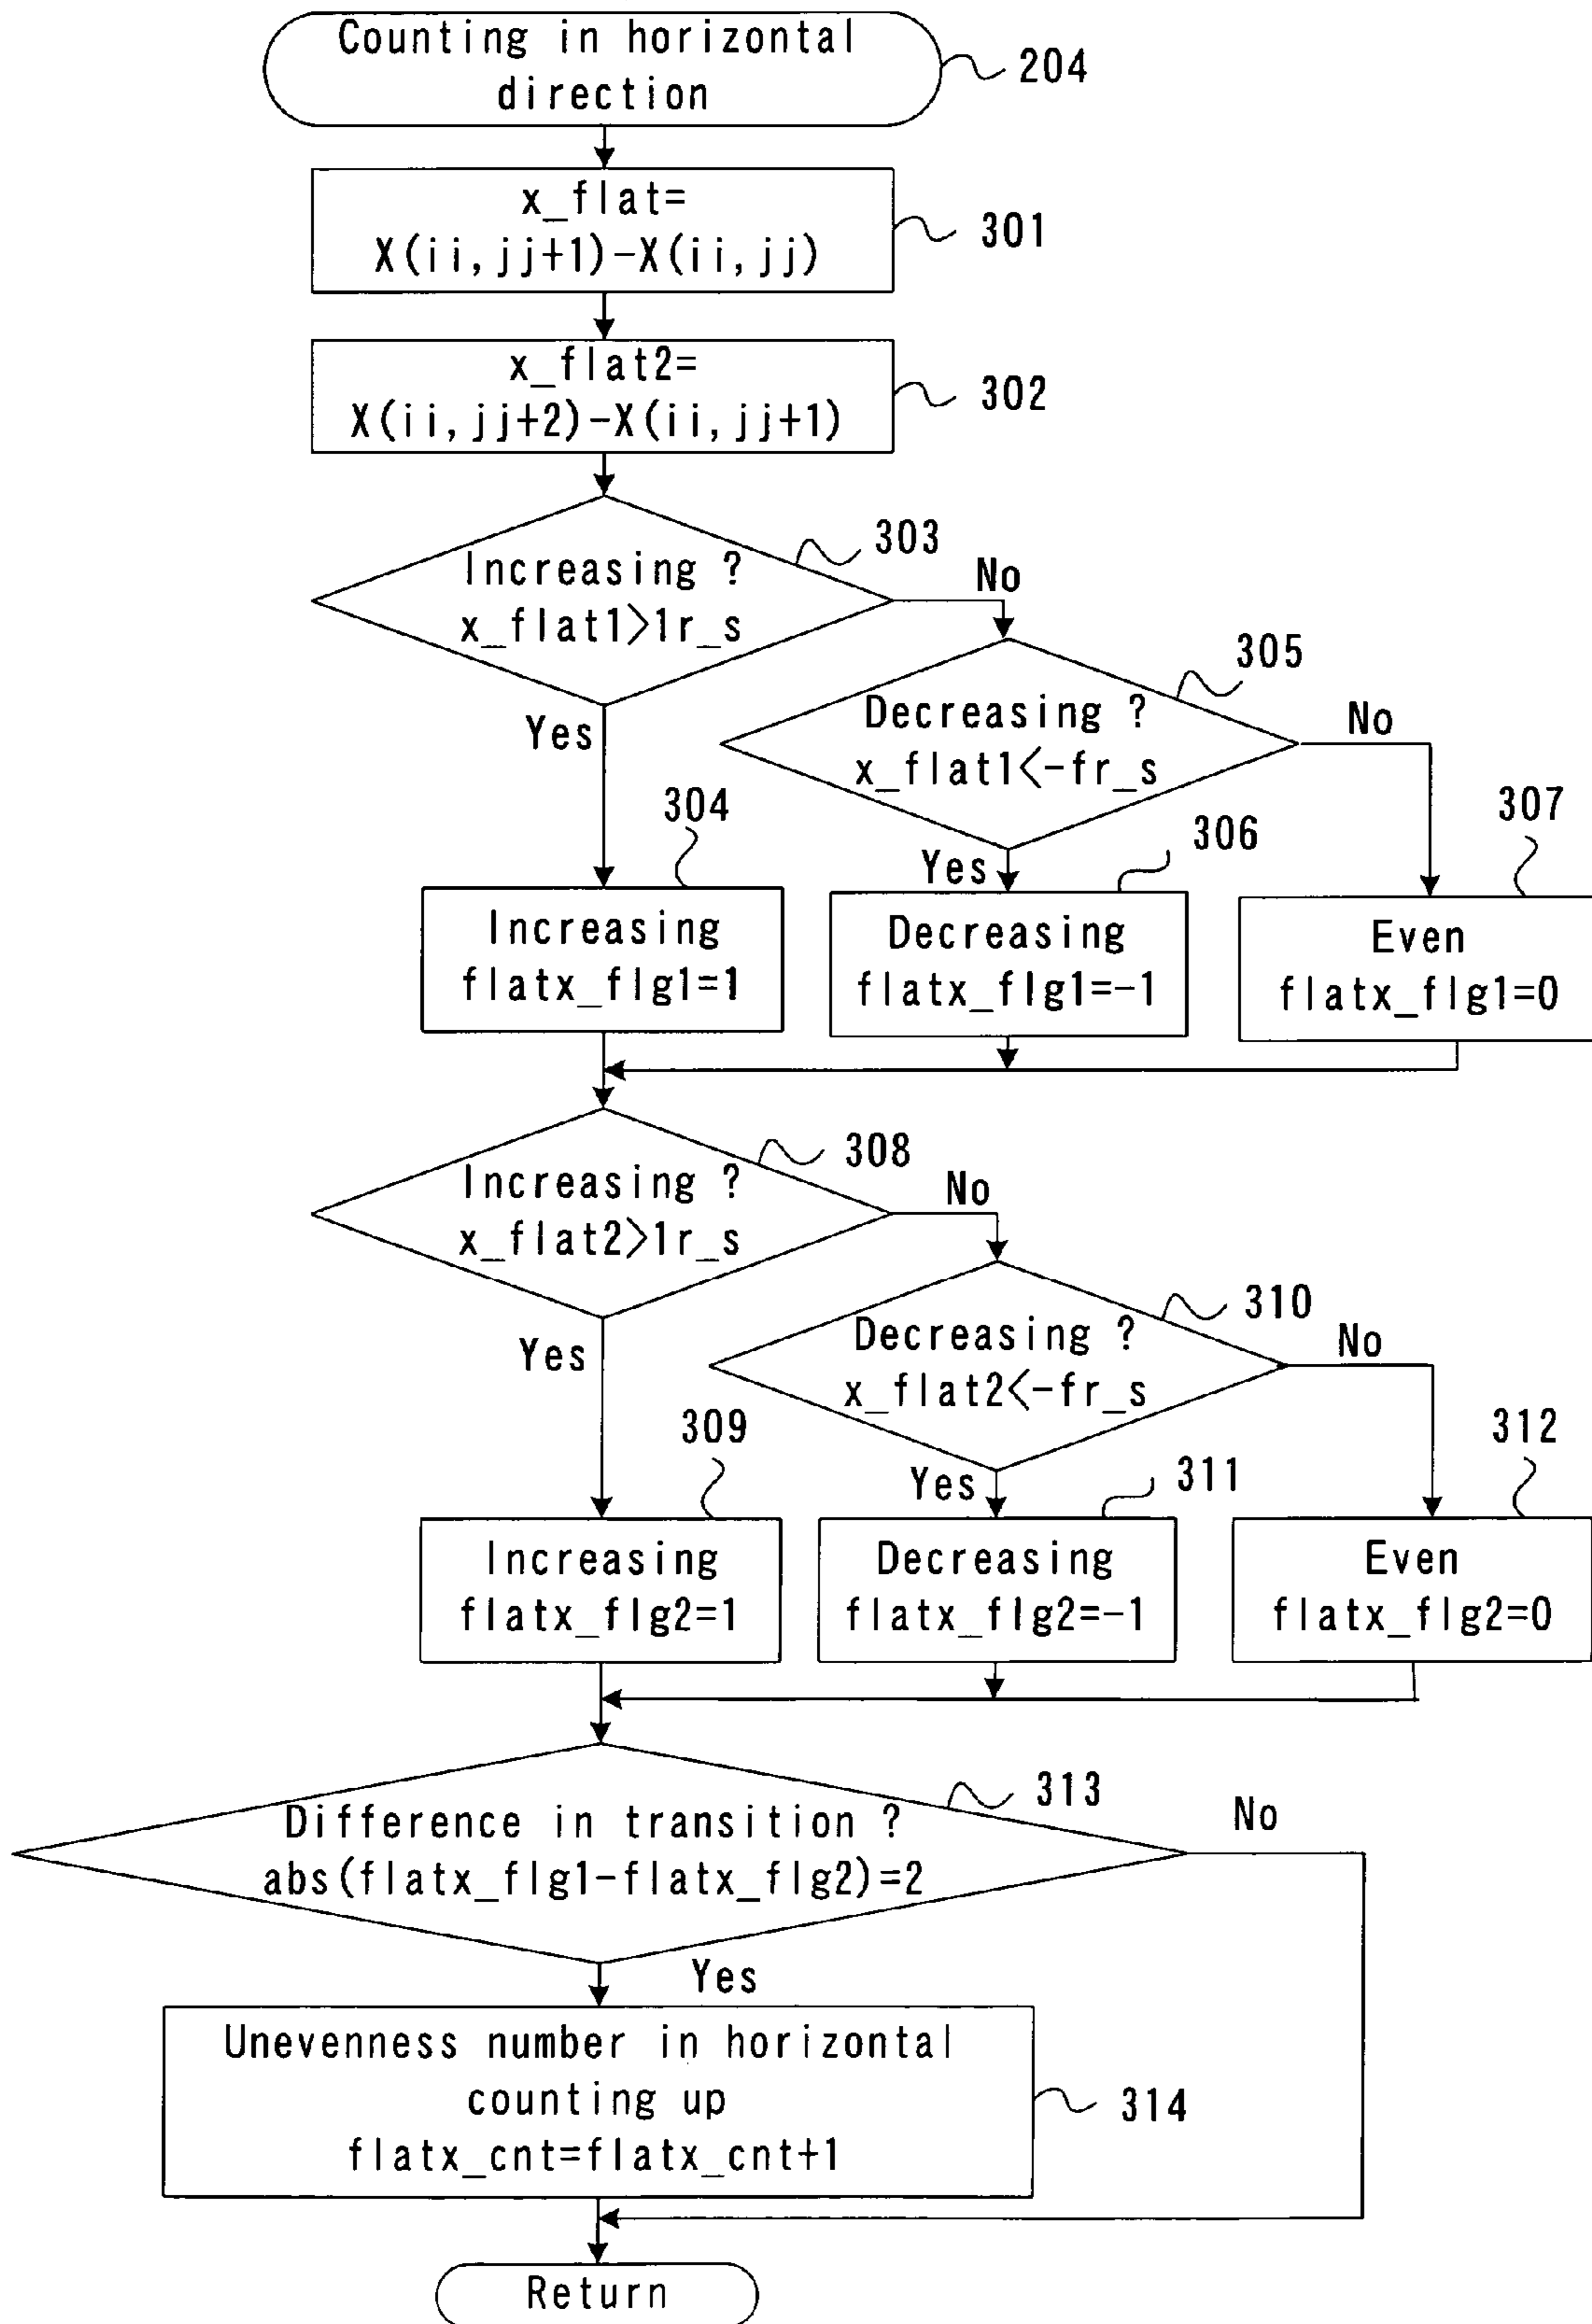 Counting in horizontal
direction
204
x_flat=
X(ii,jj+1)-X(ii,jj)
301
x_flat2=
X(ii,jj+2)-X(ii,jj+1)
302
303
Increasing ?
x_flat1>1r_s
No
Yes
305
Decreasing ?
x_flat1<-fr_s
No
Yes
304
Increasing
flatx_flg1=1
306
Decreasing
flatx_flg1=-1
307
Even
flatx_flg1=0
308
Increasing ?
x_flat2>1r_s
No
Yes
310
Decreasing ?
x_flat2<-fr_s
No
Yes
309
Increasing
flatx_flg2=1
311
Decreasing
flatx_flg2=-1
312
Even
flatx_flg2=0
313
Difference in transition ?
abs(flatx_flg1-flatx_flg2)=2
No
Yes
Unevenness number in horizontal
counting up
flatx_cnt=flatx_cnt+1
314
Return